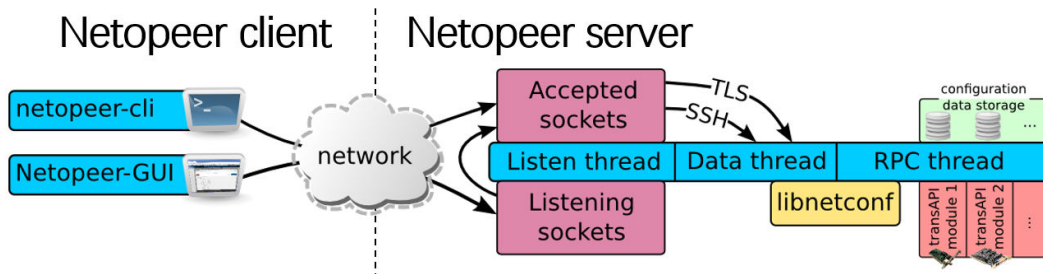 Netopeer client
Netopeer server
netopeer-cli
>_
Netopeer-GUI
network
Accepted
sockets
TLS
SSH
Listen thread
Data thread
RPC thread
Listening
sockets
libnetconf
configuration
data storage
...
transAPI
module 1
transAPI
module 2
...